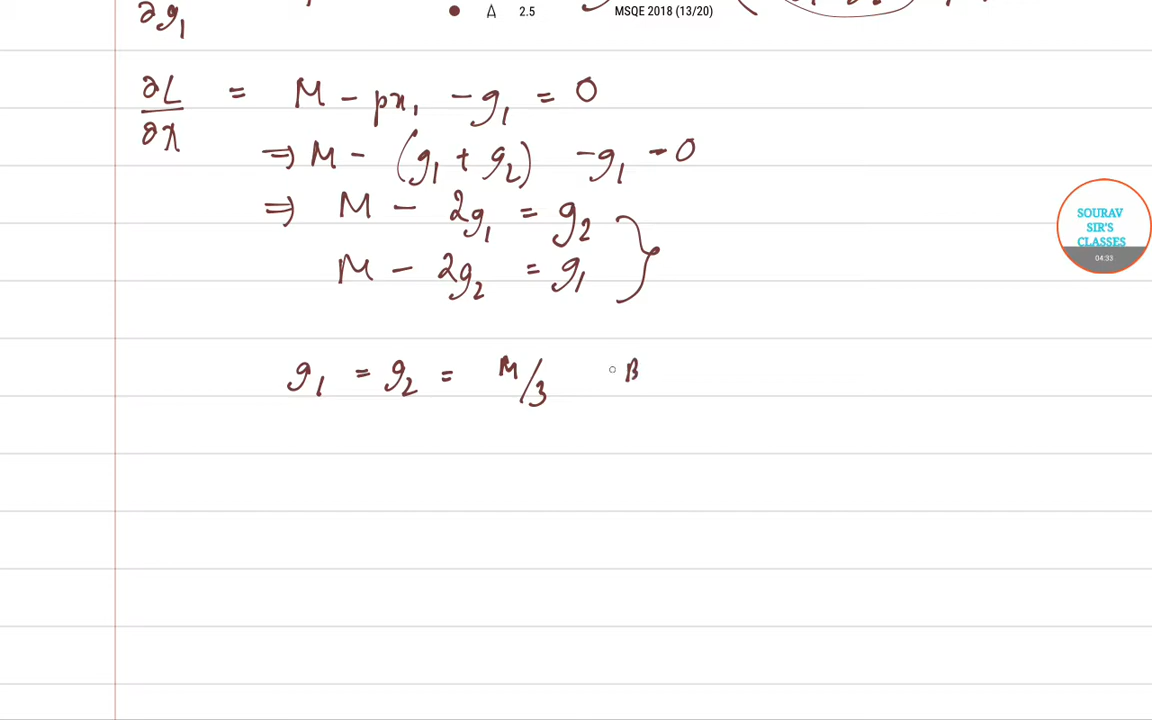 ∂g₁
A 2.5 MSQE 2018 (13/20)
∂L/∂λ = M - px₁ - g₁ = 0
⇒ M - (g₁ + g₂) - g₁ = 0
⇒ M - 2g₁ = g₂
M - 2g₂ = g₁
g₁ = g₂ = M/3 B
SOURAV
SIR'S
CLASSES
04:33